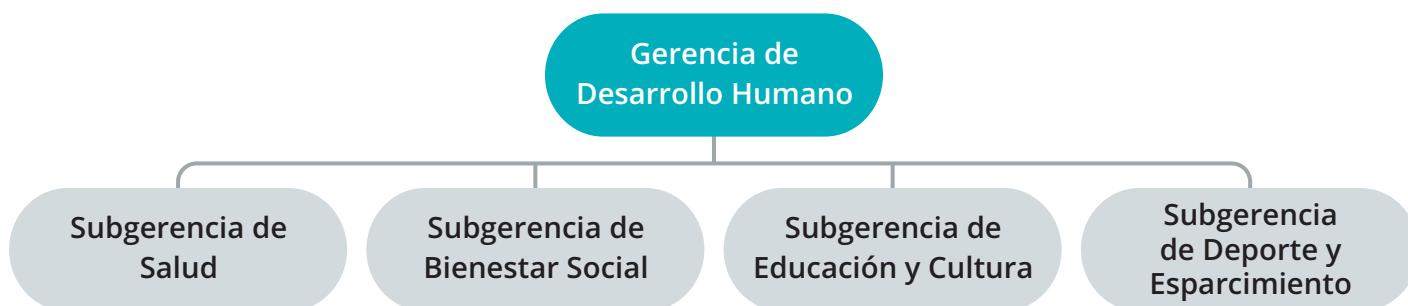 Gerencia de
Desarrollo Humano
Subgerencia de
Salud
Subgerencia de
Bienestar Social
Subgerencia de
Educación y Cultura
Subgerencia
de Deporte y
Esparcimiento